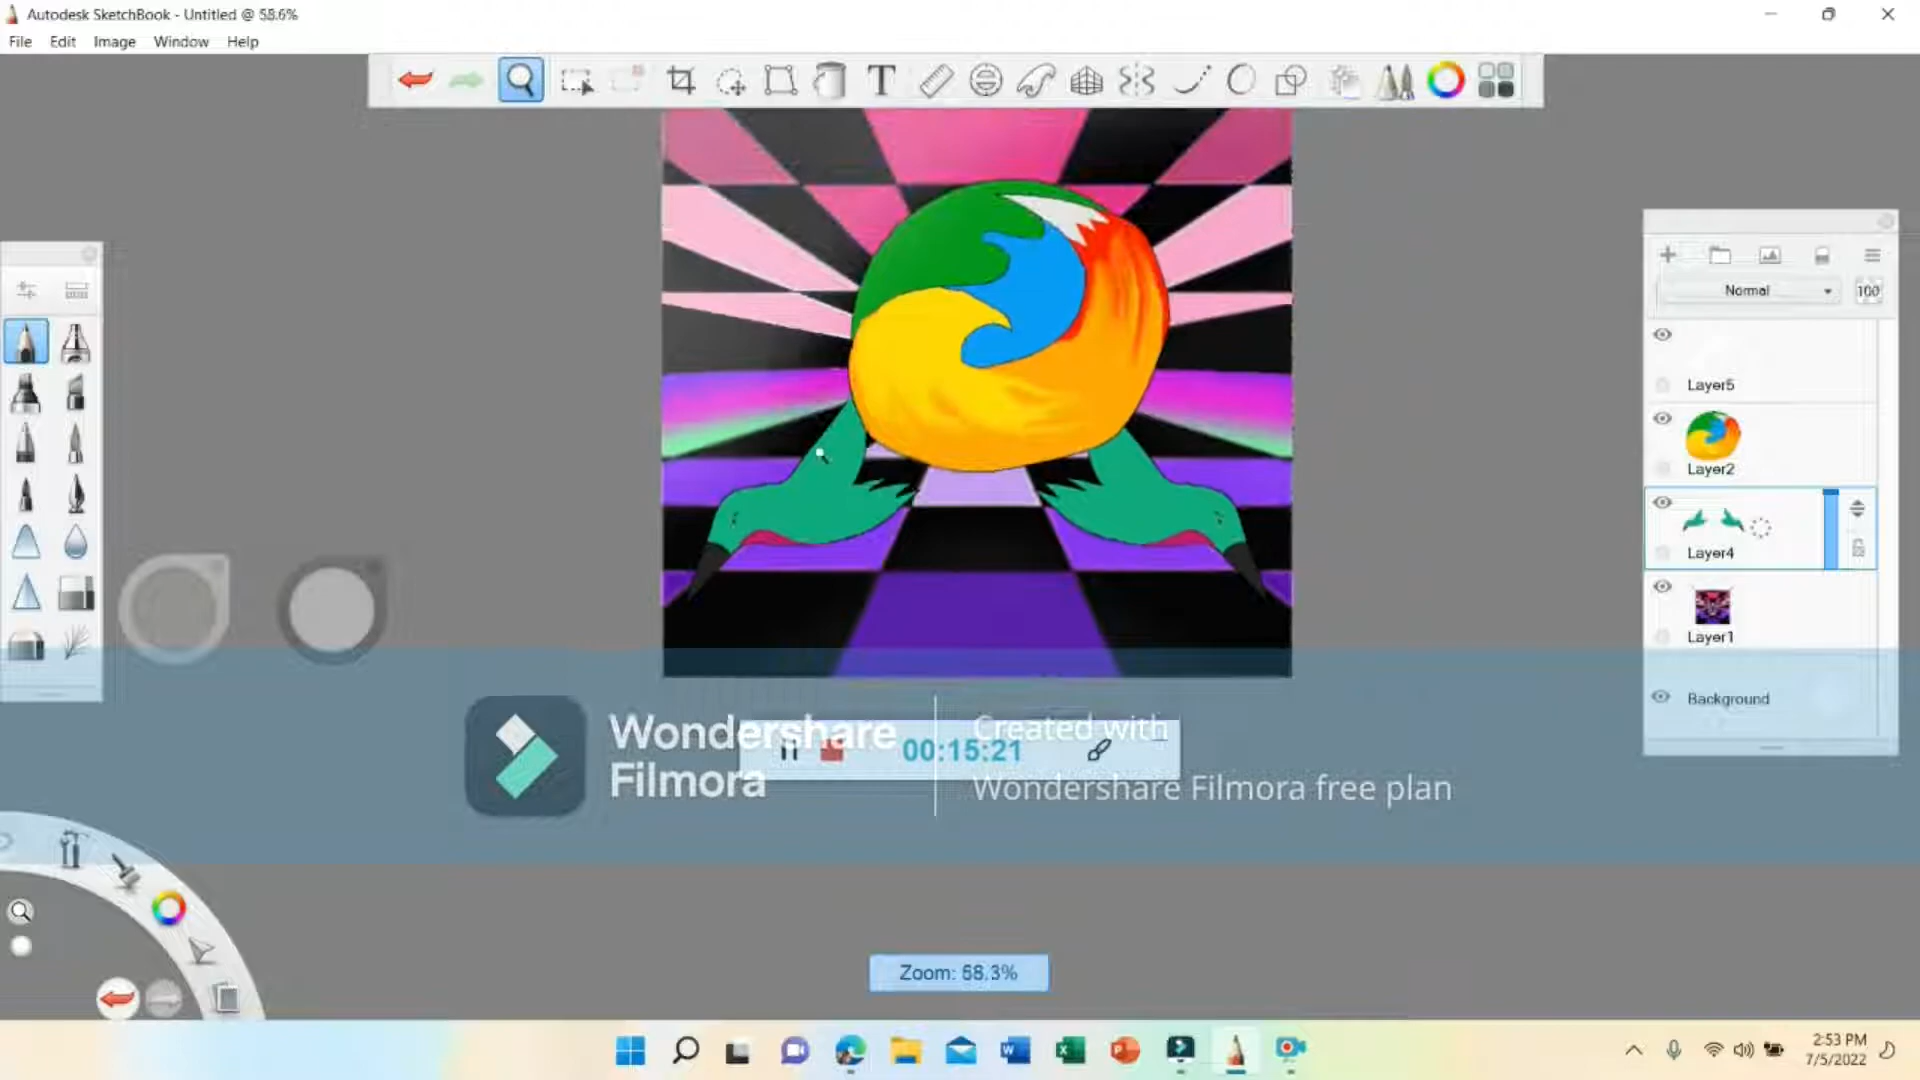 Autodesk SketchBook - Untitled @ 58.6%
File Edit Image Window Help
T
Normal 100
Layer5
Layer2
Layer4
Layer1
Background
Wondershare
Filmora
00:15:21
Created with
Wondershare Filmora free plan
Zoom: 58.3%
2:53 PM
7/5/2022